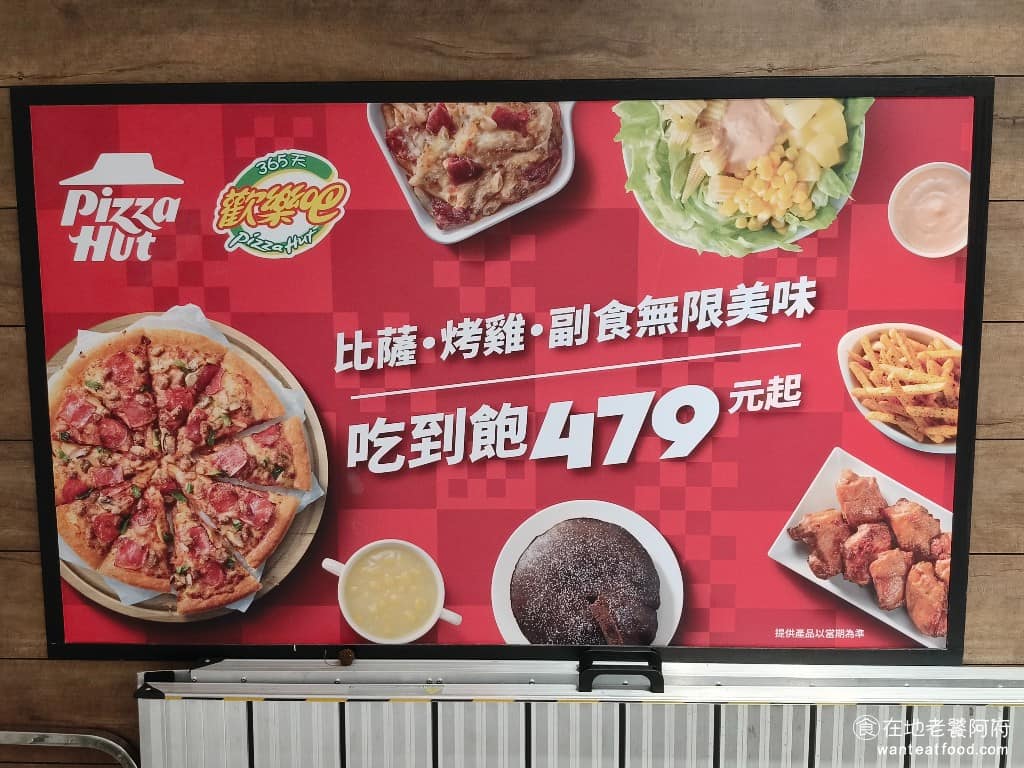 Pizza
Hut
365天
歡樂吧
Pizza Hut
比薩・烤雞・副食無限美味
吃到飽479元起
提供產品以當期為準
食在地老饕阿府
wanteatfood.com